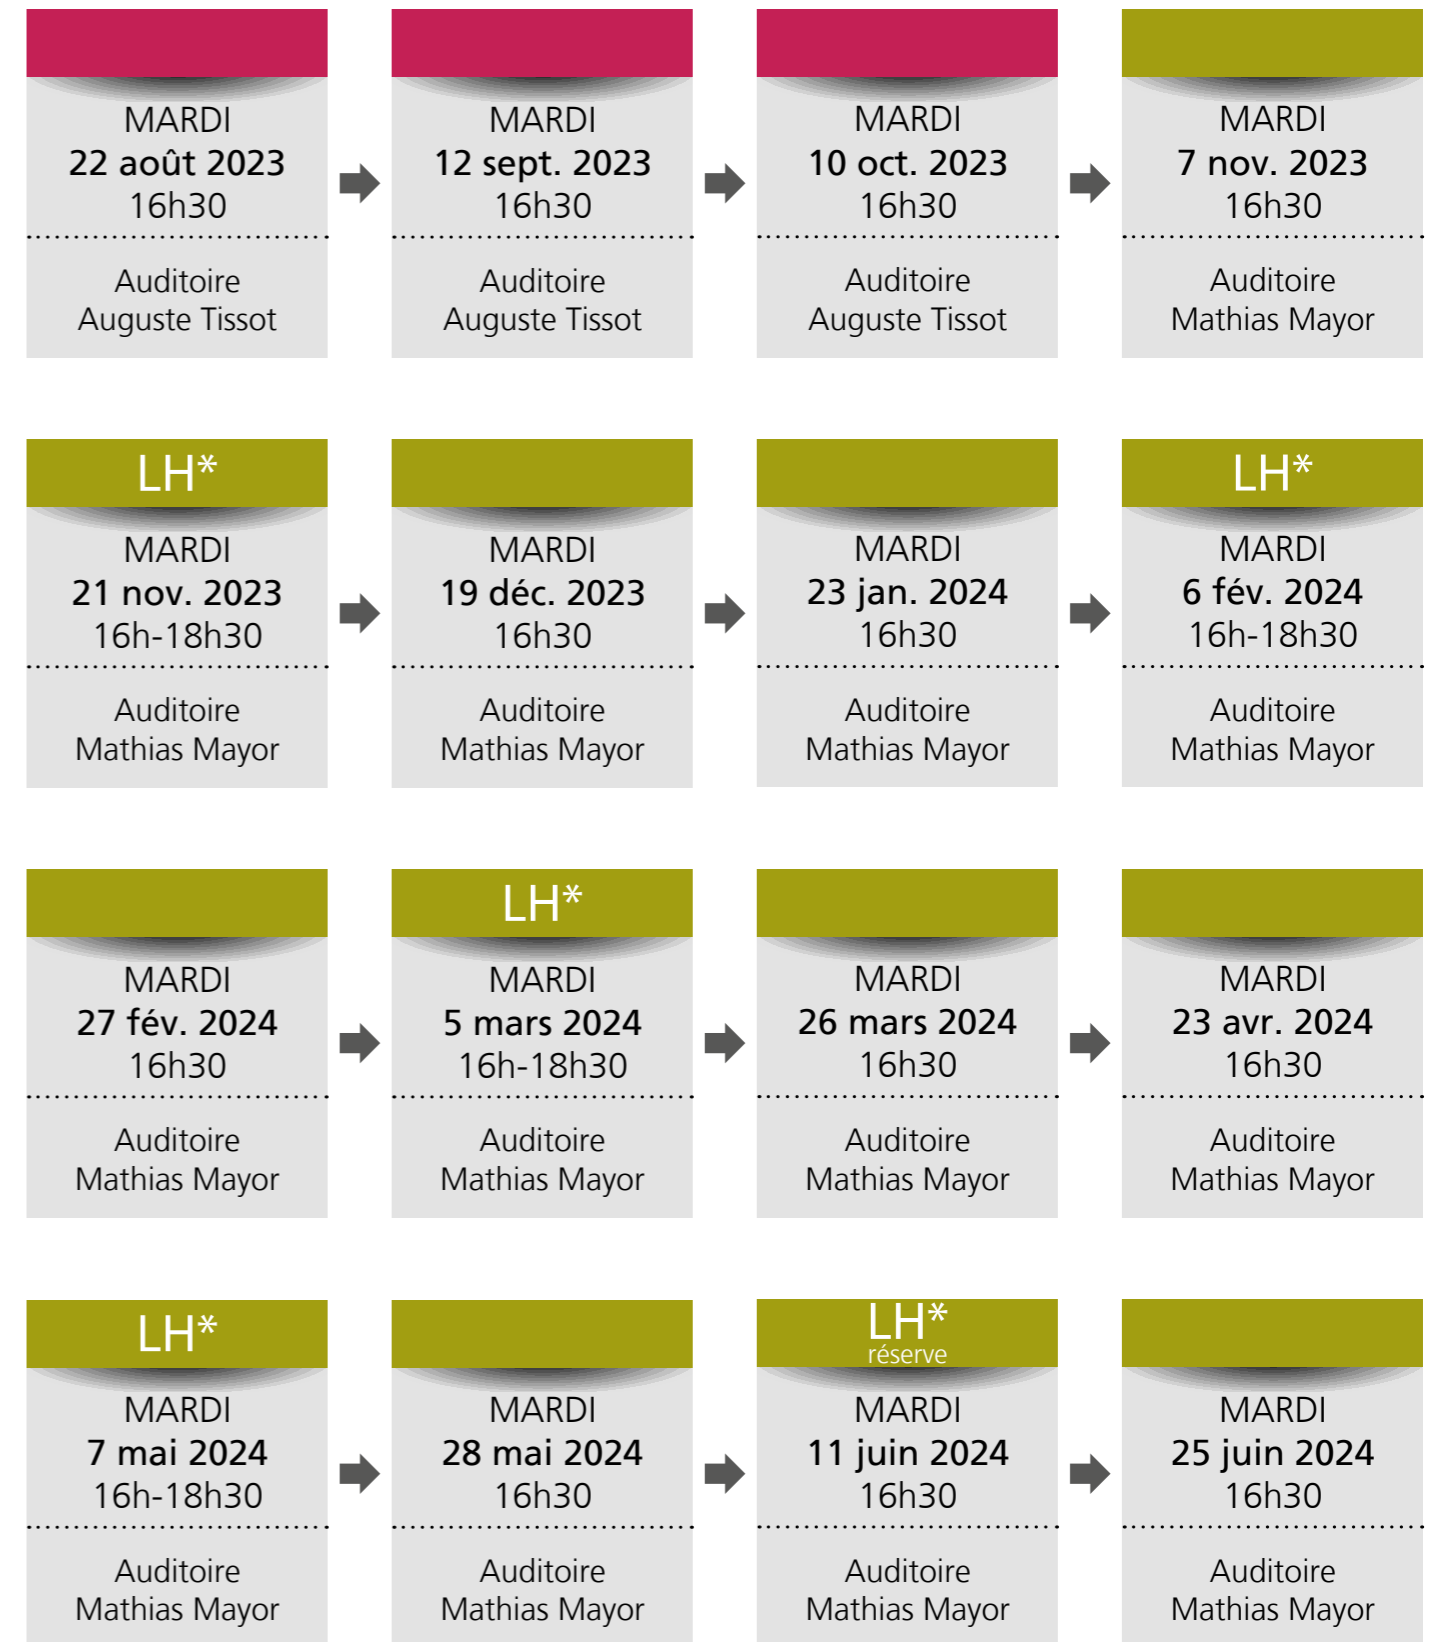 MARDI
22 août 2023
16h30
Auditoire
Auguste Tissot
MARDI
12 sept. 2023
16h30
Auditoire
Auguste Tissot
MARDI
10 oct. 2023
16h30
Auditoire
Auguste Tissot
MARDI
7 nov. 2023
16h30
Auditoire
Mathias Mayor
LH*
MARDI
21 nov. 2023
16h-18h30
Auditoire
Mathias Mayor
MARDI
19 déc. 2023
16h30
Auditoire
Mathias Mayor
MARDI
23 jan. 2024
16h30
Auditoire
Mathias Mayor
LH*
MARDI
6 fév. 2024
16h-18h30
Auditoire
Mathias Mayor
MARDI
27 fév. 2024
16h30
Auditoire
Mathias Mayor
LH*
MARDI
5 mars 2024
16h-18h30
Auditoire
Mathias Mayor
MARDI
26 mars 2024
16h30
Auditoire
Mathias Mayor
MARDI
23 avr. 2024
16h30
Auditoire
Mathias Mayor
LH*
MARDI
7 mai 2024
16h-18h30
Auditoire
Mathias Mayor
MARDI
28 mai 2024
16h30
Auditoire
Mathias Mayor
LH*
réserve
MARDI
11 juin 2024
16h30
Auditoire
Mathias Mayor
MARDI
25 juin 2024
16h30
Auditoire
Mathias Mayor